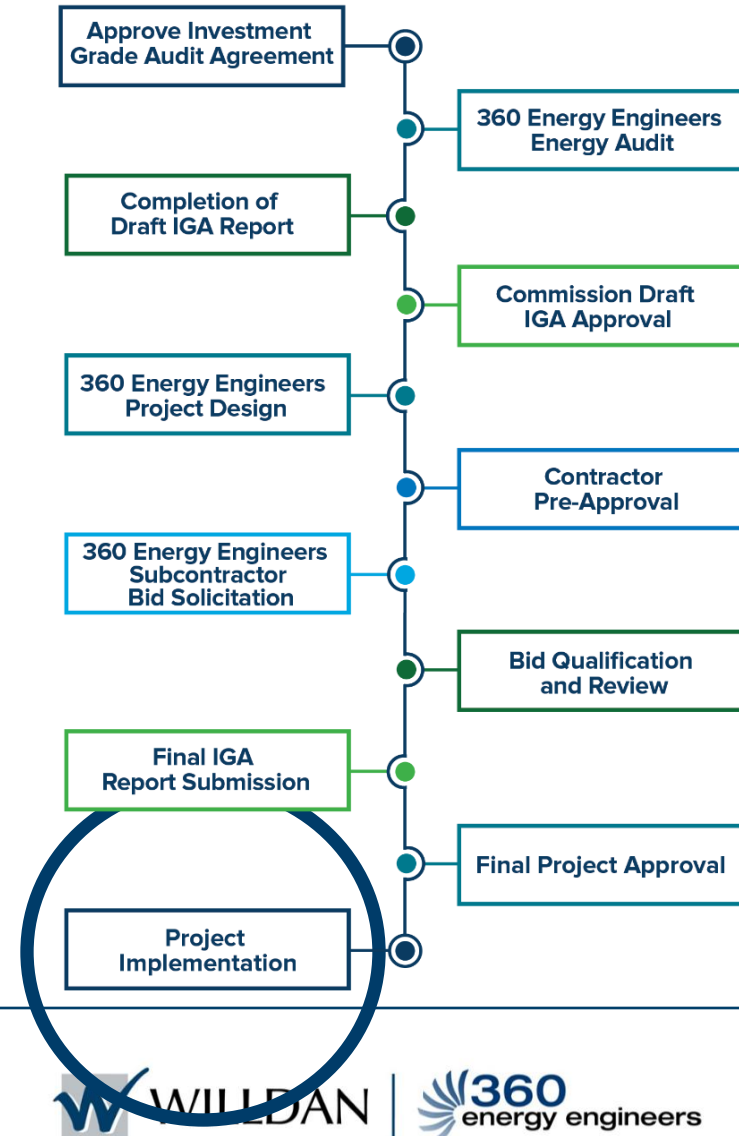 Approve Investment
Grade Audit Agreement
360 Energy Engineers
Energy Audit
Completion of
Draft IGA Report
Commission Draft
IGA Approval
360 Energy Engineers
Project Design
Contractor
Pre-Approval
360 Energy Engineers
Subcontractor
Bid Solicitation
Bid Qualification
and Review
Final IGA
Report Submission
Final Project Approval
Project
Implementation
W WILLDAN
360
energy engineers